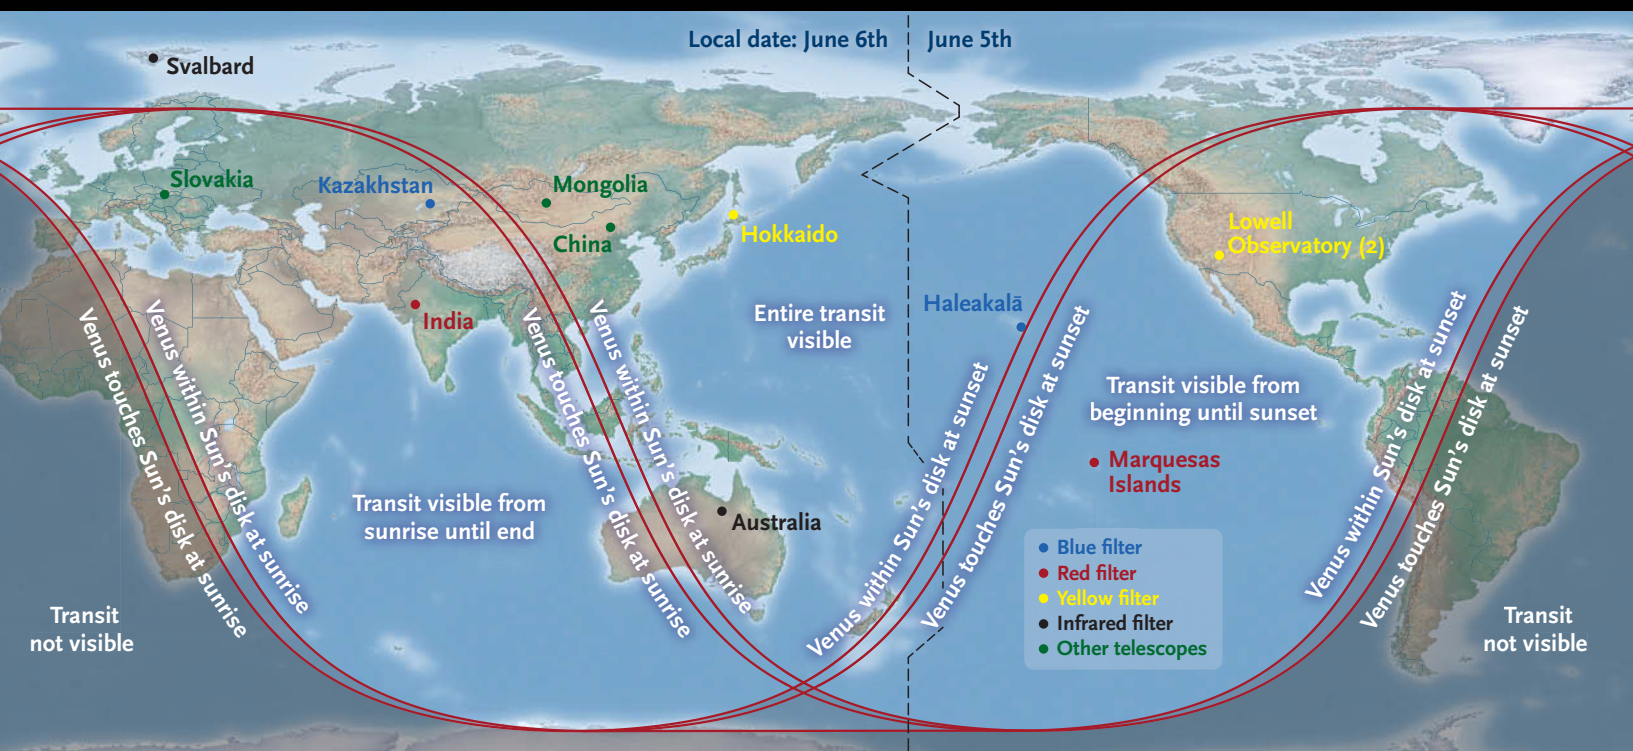 Local date: June 6th
June 5th
Svalbard
Slovakia
Kazakhstan
Mongolia
China
Hokkaido
Lowell
Observatory (2)
India
Haleakalā
Entire transit
visible
Venus touches Sun's disk at sunrise
Venus within Sun's disk at sunrise
Venus touches Sun's disk at sunrise
Venus within Sun's disk at sunrise
Venus within Sun's disk at sunset
Venus touches Sun's disk at sunset
Venus within Sun's disk at sunset
Venus touches Sun's disk at sunset
Transit visible from
beginning until sunset
Marquesas
Islands
Transit visible from
sunrise until end
Australia
Blue filter
Red filter
Yellow filter
Infrared filter
Other telescopes
Transit
not visible
Transit
not visible